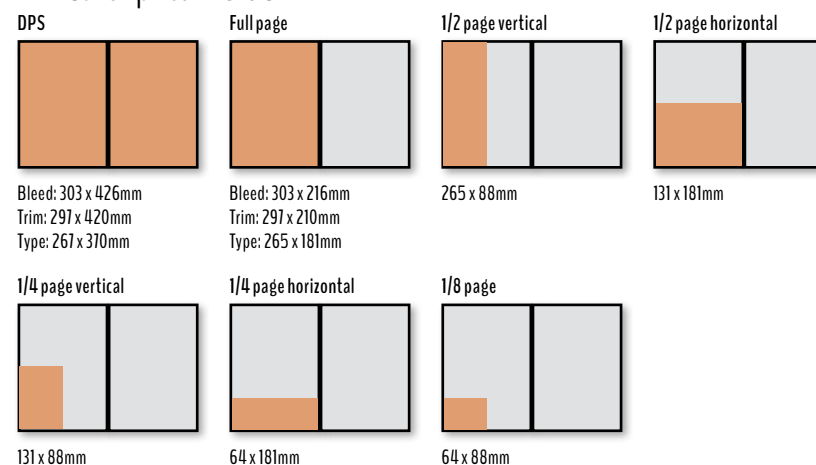 DPS
Bleed: 303 x 426mm
Trim: 297 x 420mm
Type: 267 x 370mm
Full page
Bleed: 303 x 216mm
Trim: 297 x 210mm
Type: 265 x 181mm
1/2 page vertical
265 x 88mm
1/2 page horizontal
131 x 181mm
1/4 page vertical
131 x 88mm
1/4 page horizontal
64 x 181mm
1/8 page
64 x 88mm